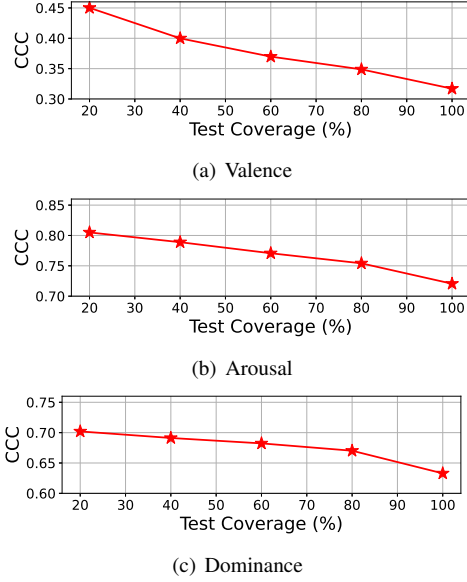 0.45
0.40
0.35
0.30
CCC
20 30 40 50 60 70 80 90 100
Test Coverage (%)
(a) Valence
0.85
0.80
0.75
0.70
CCC
20 30 40 50 60 70 80 90 100
Test Coverage (%)
(b) Arousal
0.75
0.70
0.65
0.60
CCC
20 30 40 50 60 70 80 90 100
Test Coverage (%)
(c) Dominance